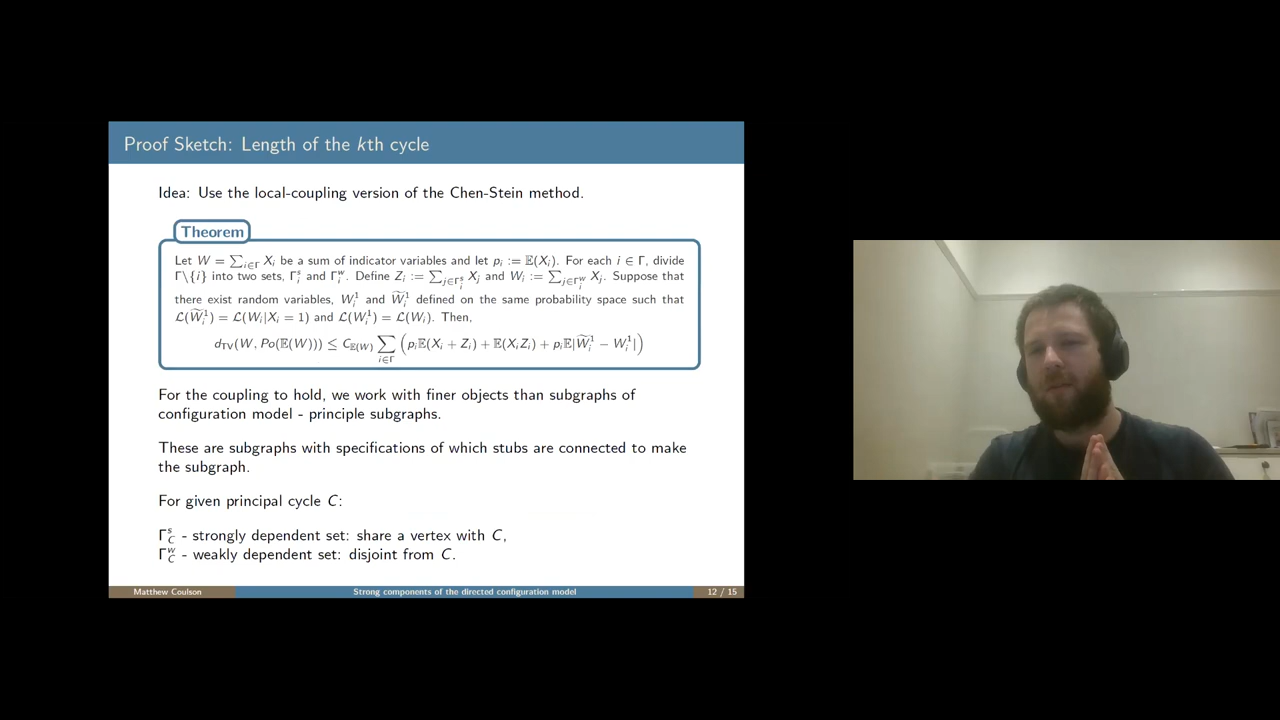 Proof Sketch: Length of the kth cycle
Idea: Use the local-coupling version of the Chen-Stein method.
Theorem
Let W = ∑_{i∈Γ} X_i be a sum of indicator variables and let p_i := 𝔼(X_i). For each i ∈ Γ, divide
Γ\{i} into two sets, Γ_i^s and Γ_i^w. Define Z_i := ∑_{j∈Γ_i^s} X_j and W_i := ∑_{j∈Γ_i^w} X_j. Suppose that
there exist random variables, W_i^1 and W̃_i^1 defined on the same probability space such that
ℒ(W̃_i^1) = ℒ(W_i|X_i = 1) and ℒ(W_i^1) = ℒ(W_i). Then,
d_TV(W, Po(𝔼(W))) ≤ C_{𝔼(W)} ∑_{i∈Γ} (p_i𝔼(X_i + Z_i) + 𝔼(X_iZ_i) + p_i𝔼|W̃_i^1 − W_i^1|)
For the coupling to hold, we work with finer objects than subgraphs of
configuration model - principle subgraphs.
These are subgraphs with specifications of which stubs are connected to make
the subgraph.
For given principal cycle C:
Γ_C^s - strongly dependent set: share a vertex with C,
Γ_C^w - weakly dependent set: disjoint from C.
Matthew Coulson Strong components of the directed configuration model 12 / 15